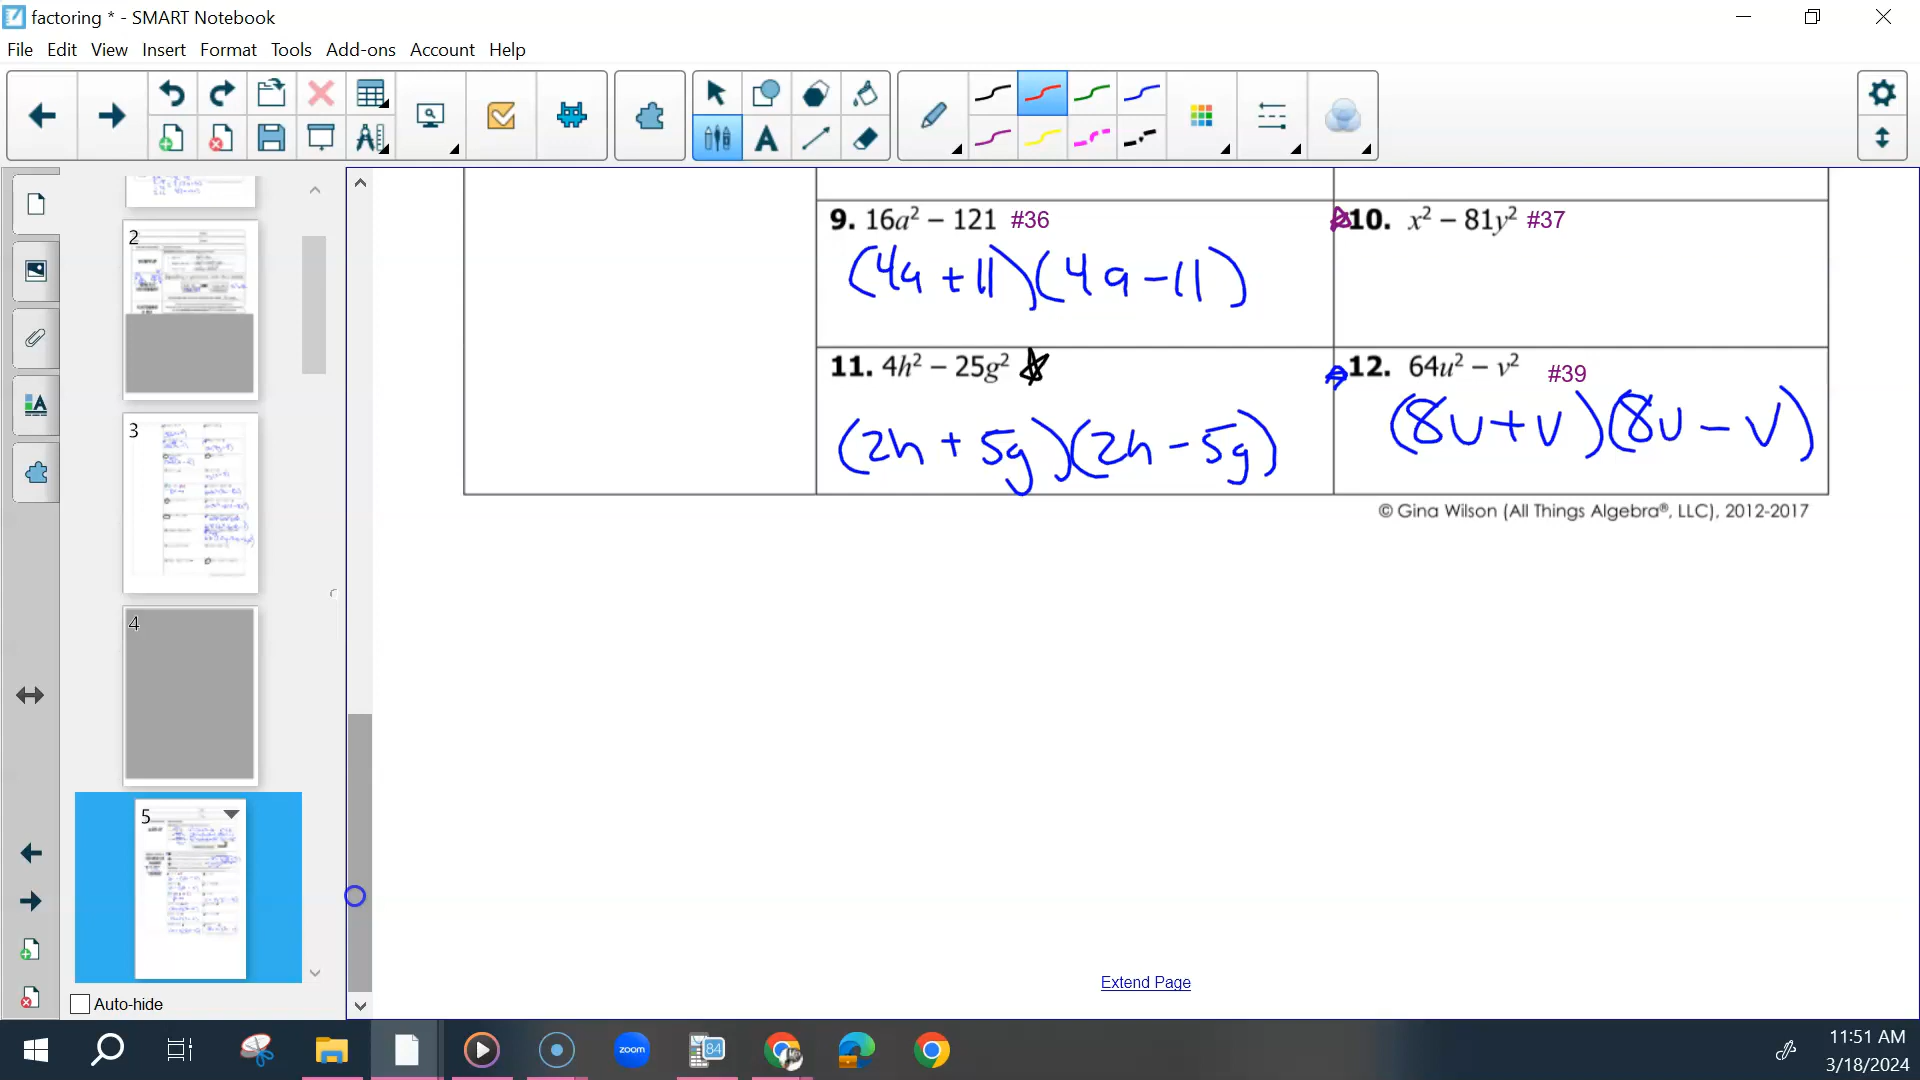 factoring * - SMART Notebook
File Edit View Insert Format Tools Add-ons Account Help
9. 16a² – 121 #36
(4a + 11)(4a - 11)
10. x² – 81y² #37
11. 4h² – 25g²
(2h + 5g)(2h - 5g)
12. 64u² – v² #39
(8u + v)(8u - v)
© Gina Wilson (All Things Algebra®, LLC), 2012-2017
Extend Page
2
3
4
5
Auto-hide
zoom
84
11:51 AM
3/18/2024